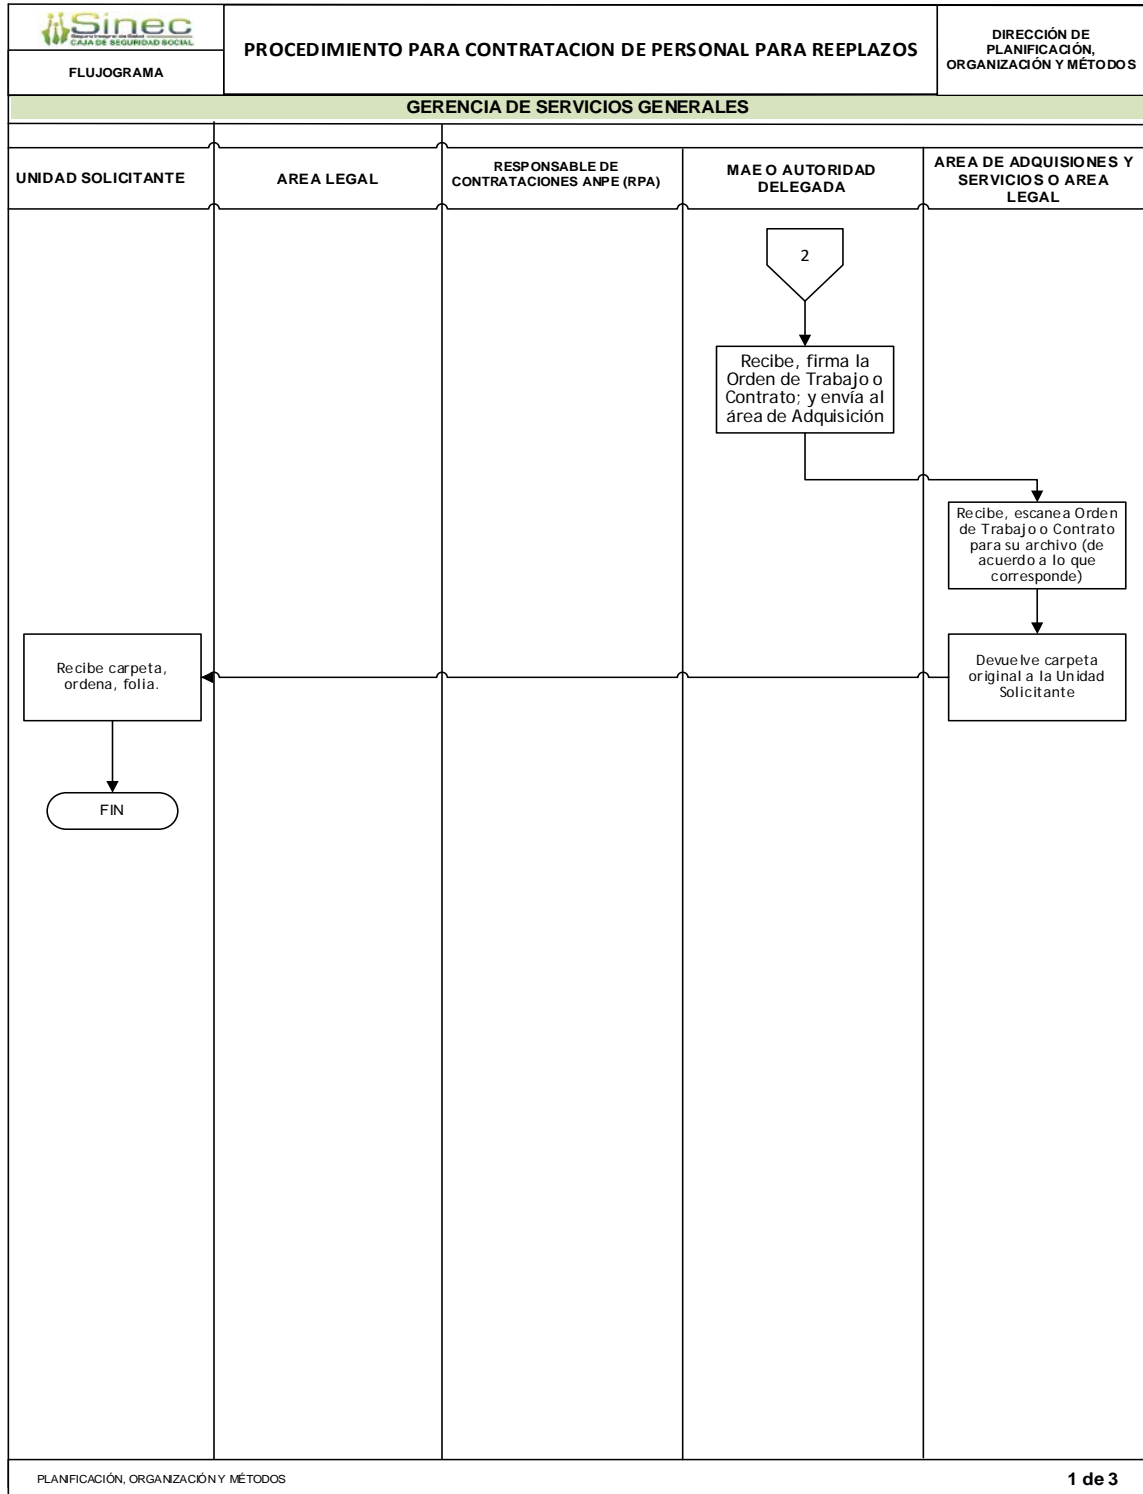 Sinec
CAJA DE SEGURIDAD SOCIAL
FLUJOGRAMA
PROCEDIMIENTO PARA CONTRATACION DE PERSONAL PARA REEPLAZOS
DIRECCIÓN DE
PLANIFICACIÓN,
ORGANIZACIÓN Y MÉTODOS
GERENCIA DE SERVICIOS GENERALES
UNIDAD SOLICITANTE
AREA LEGAL
RESPONSABLE DE
CONTRATACIONES ANPE (RPA)
MAE O AUTORIDAD
DELEGADA
AREA DE ADQUISIONES Y
SERVICIOS O AREA
LEGAL
2
Recibe, firma la
Orden de Trabajo o
Contrato; y envía al
área de Adquisición
Recibe, escanea Orden
de Trabajo o Contrato
para su archivo (de
acuerdo a lo que
corresponde)
Recibe carpeta,
ordena, folia.
Devuelve carpeta
original a la Unidad
Solicitante
FIN
PLANIFICACIÓN, ORGANIZACIÓN Y MÉTODOS
1 de 3